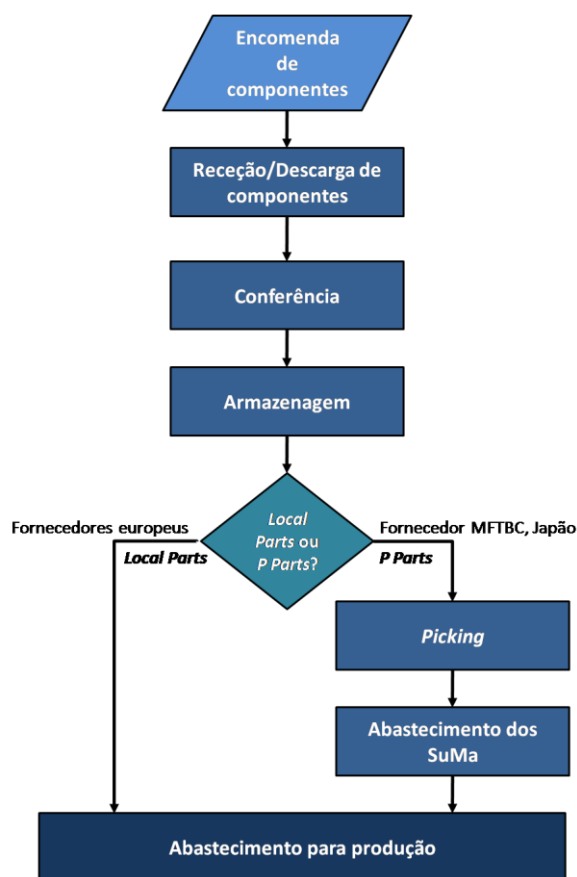 Encomenda
de
componentes
Receção/Descarga de
componentes
Conferência
Armazenagem
Local
Parts ou
P Parts?
Fornecedores europeus
Local Parts
Fornecedor MFTBC, Japão
P Parts
Picking
Abastecimento dos
SuMa
Abastecimento para produção